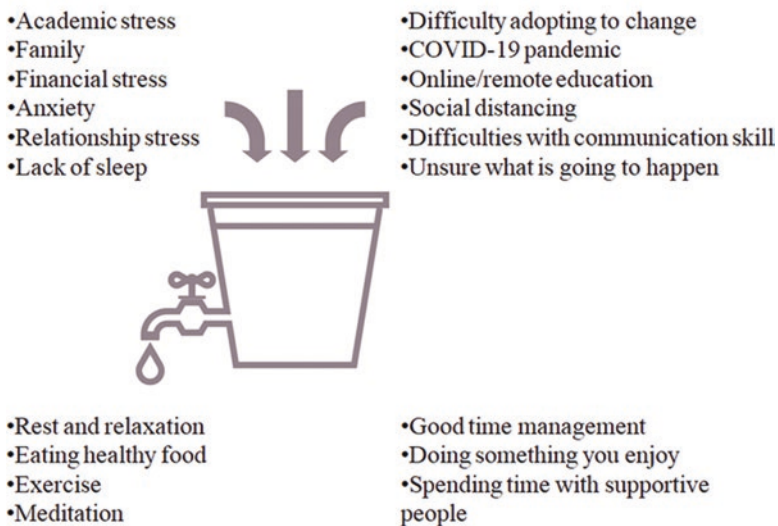 •Academic stress
•Family
•Financial stress
•Anxiety
•Relationship stress
•Lack of sleep
•Difficulty adopting to change
•COVID-19 pandemic
•Online/remote education
•Social distancing
•Difficulties with communication skill
•Unsure what is going to happen
•Rest and relaxation
•Eating healthy food
•Exercise
•Meditation
•Good time management
•Doing something you enjoy
•Spending time with supportive
people